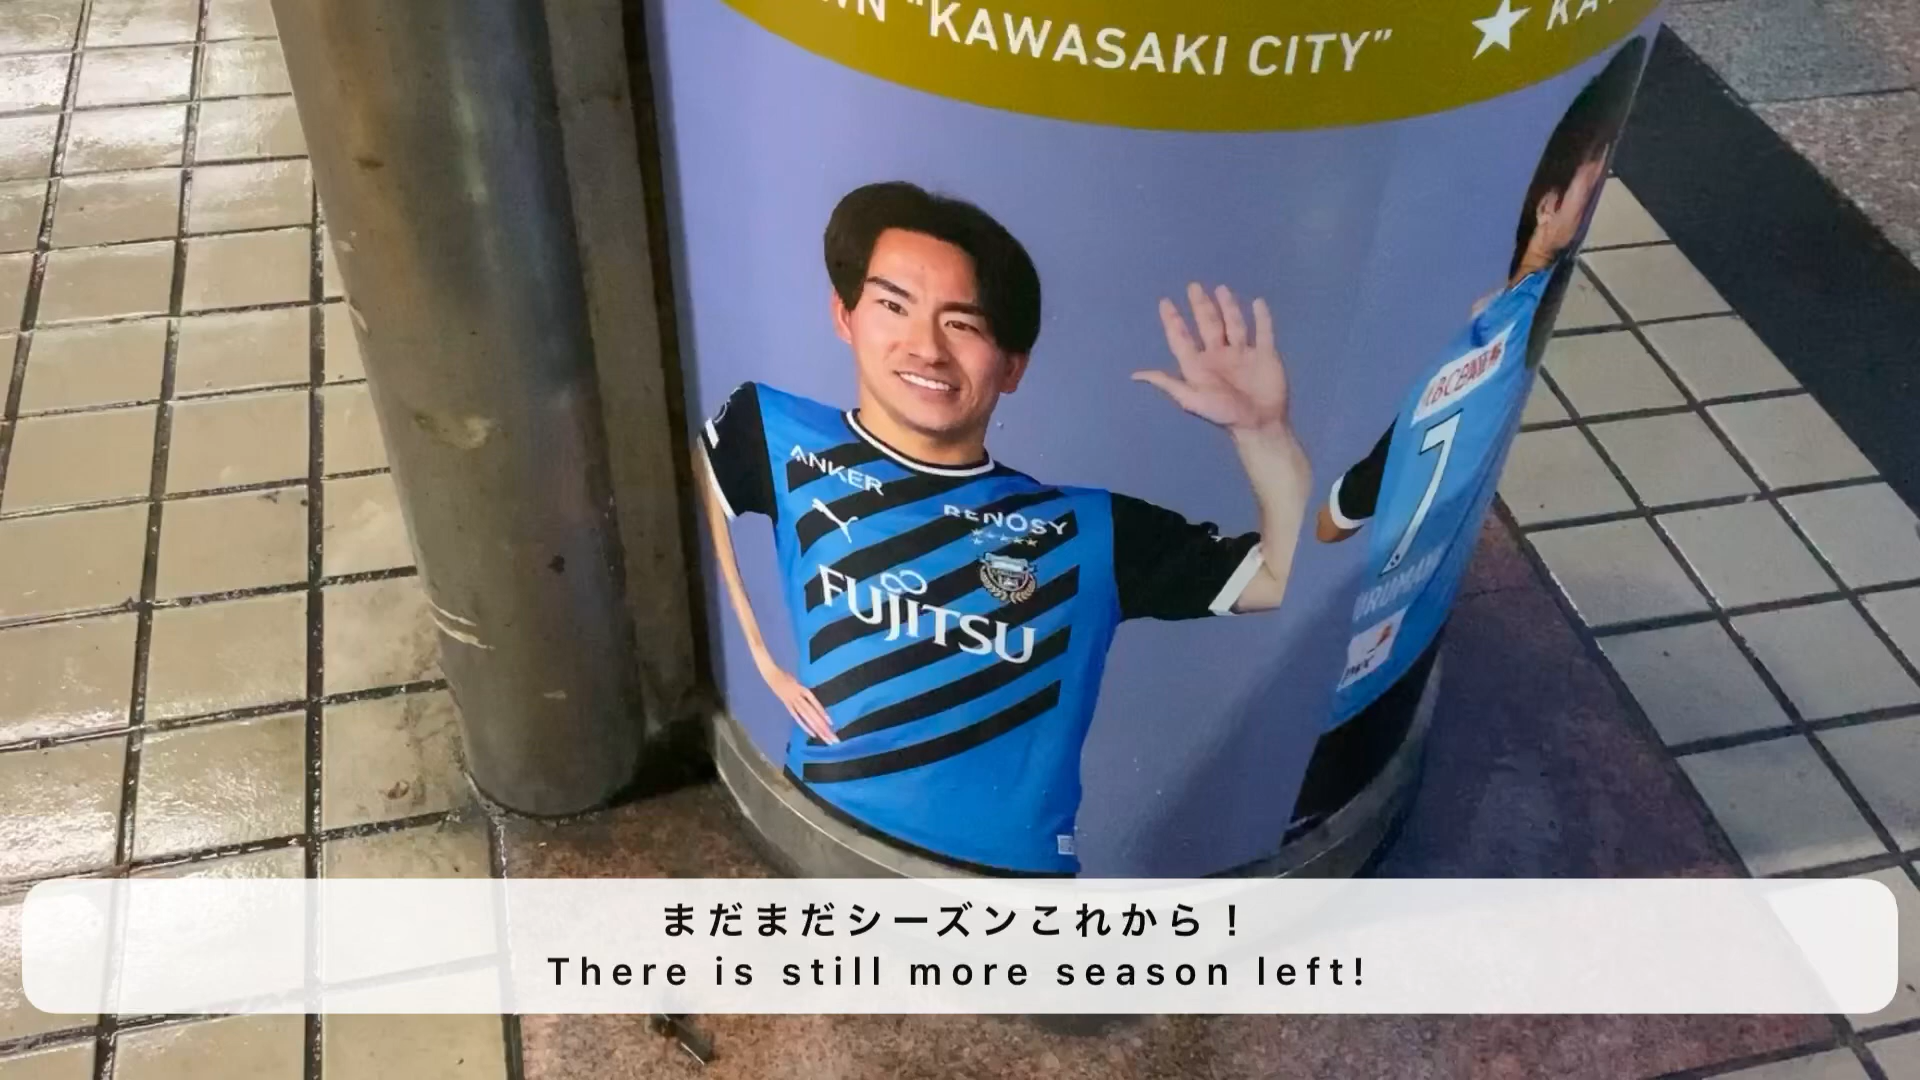 "KAWASAKI CITY"
ANKER
RENOSY
FUJITSU
7
まだまだシーズンこれから！
There is still more season left!